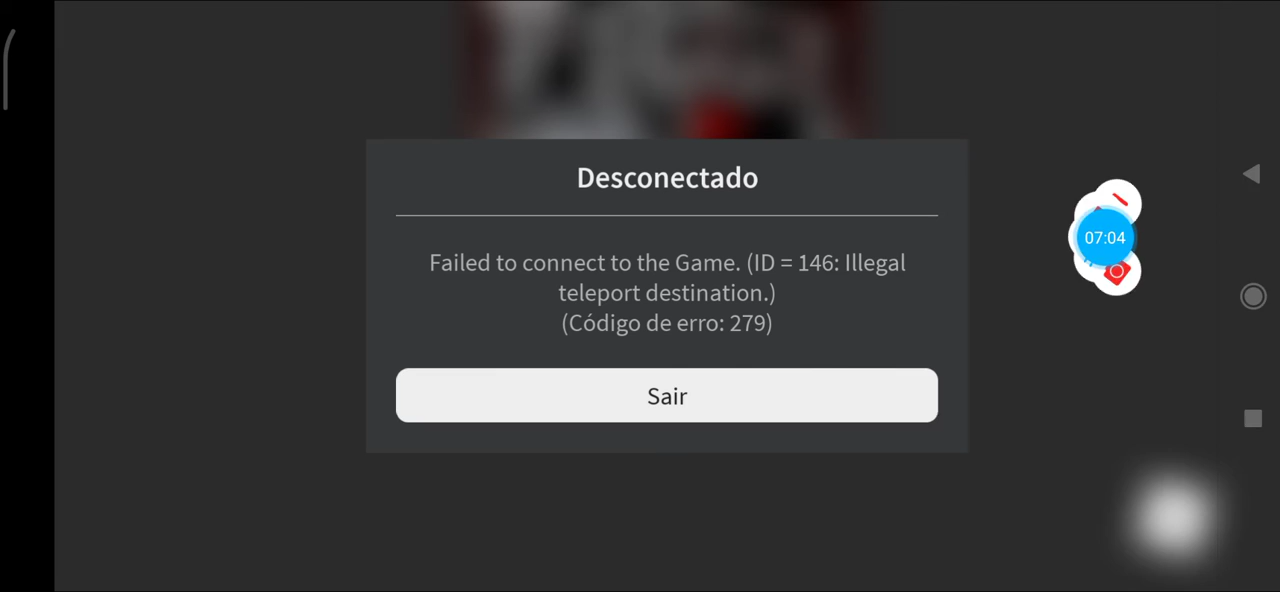 Desconectado
Failed to connect to the Game. (ID = 146: Illegal
teleport destination.)
(Código de erro: 279)
Sair
07:04